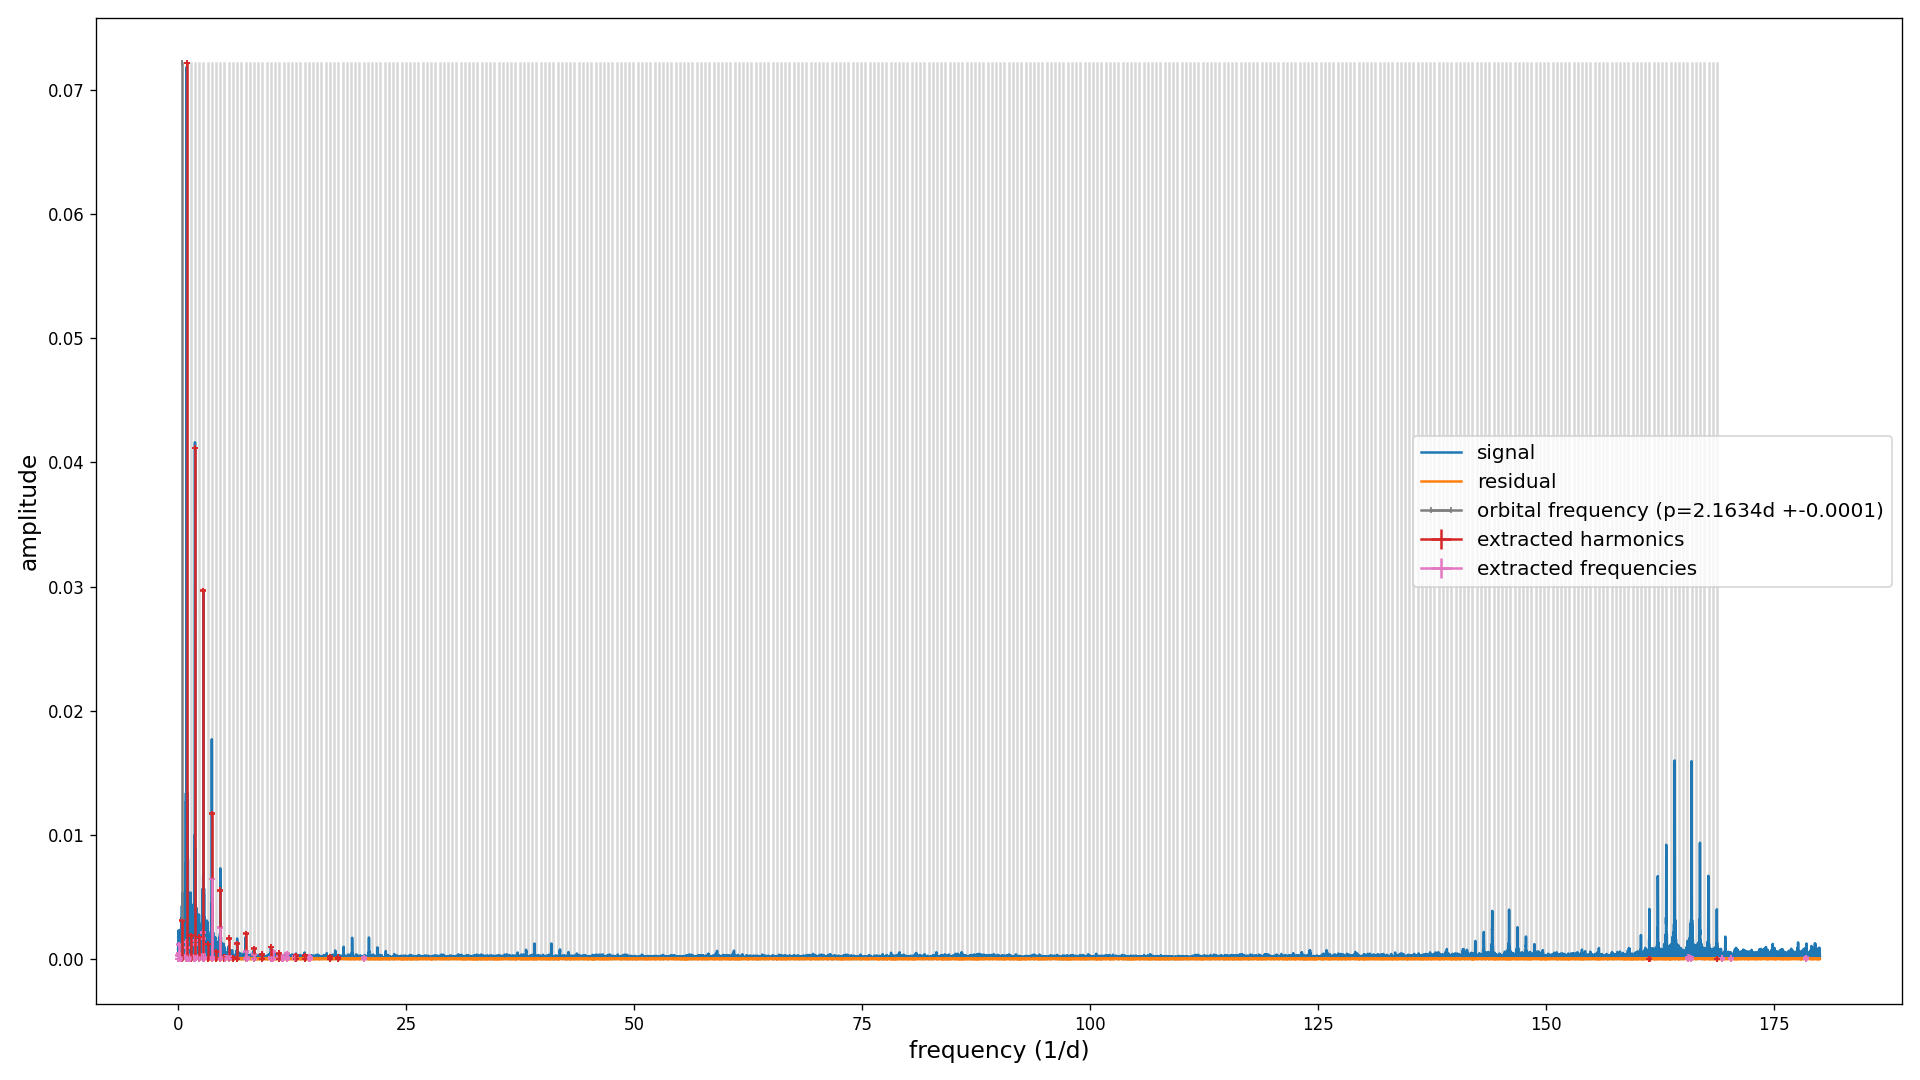 amplitude
0.07
0.06
0.05
0.04
0.03
0.02
0.01
0.00
signal
residual
orbital frequency (p=2.1634d +-0.0001)
extracted harmonics
extracted frequencies
0 25 50 75 100 125 150 175
frequency (1/d)